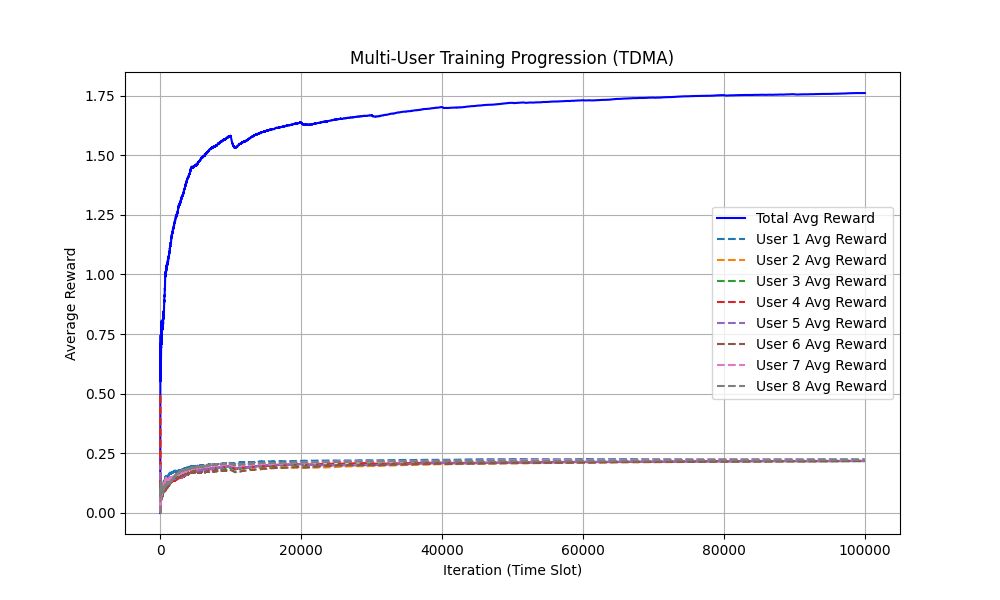 Multi-User Training Progression (TDMA)
Average Reward
1.75
1.50
1.25
1.00
0.75
0.50
0.25
0.00
Total Avg Reward
User 1 Avg Reward
User 2 Avg Reward
User 3 Avg Reward
User 4 Avg Reward
User 5 Avg Reward
User 6 Avg Reward
User 7 Avg Reward
User 8 Avg Reward
0 20000 40000 60000 80000 100000
Iteration (Time Slot)